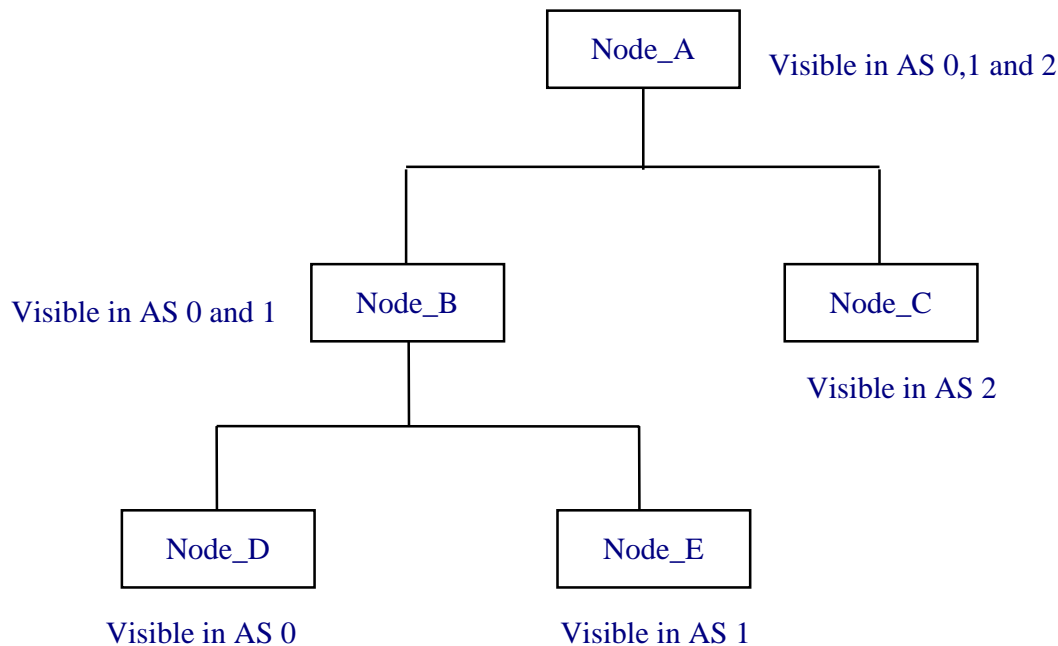 Node_A
Visible in AS 0,1 and 2
Node_B
Visible in AS 0 and 1
Node_C
Visible in AS 2
Node_D
Visible in AS 0
Node_E
Visible in AS 1